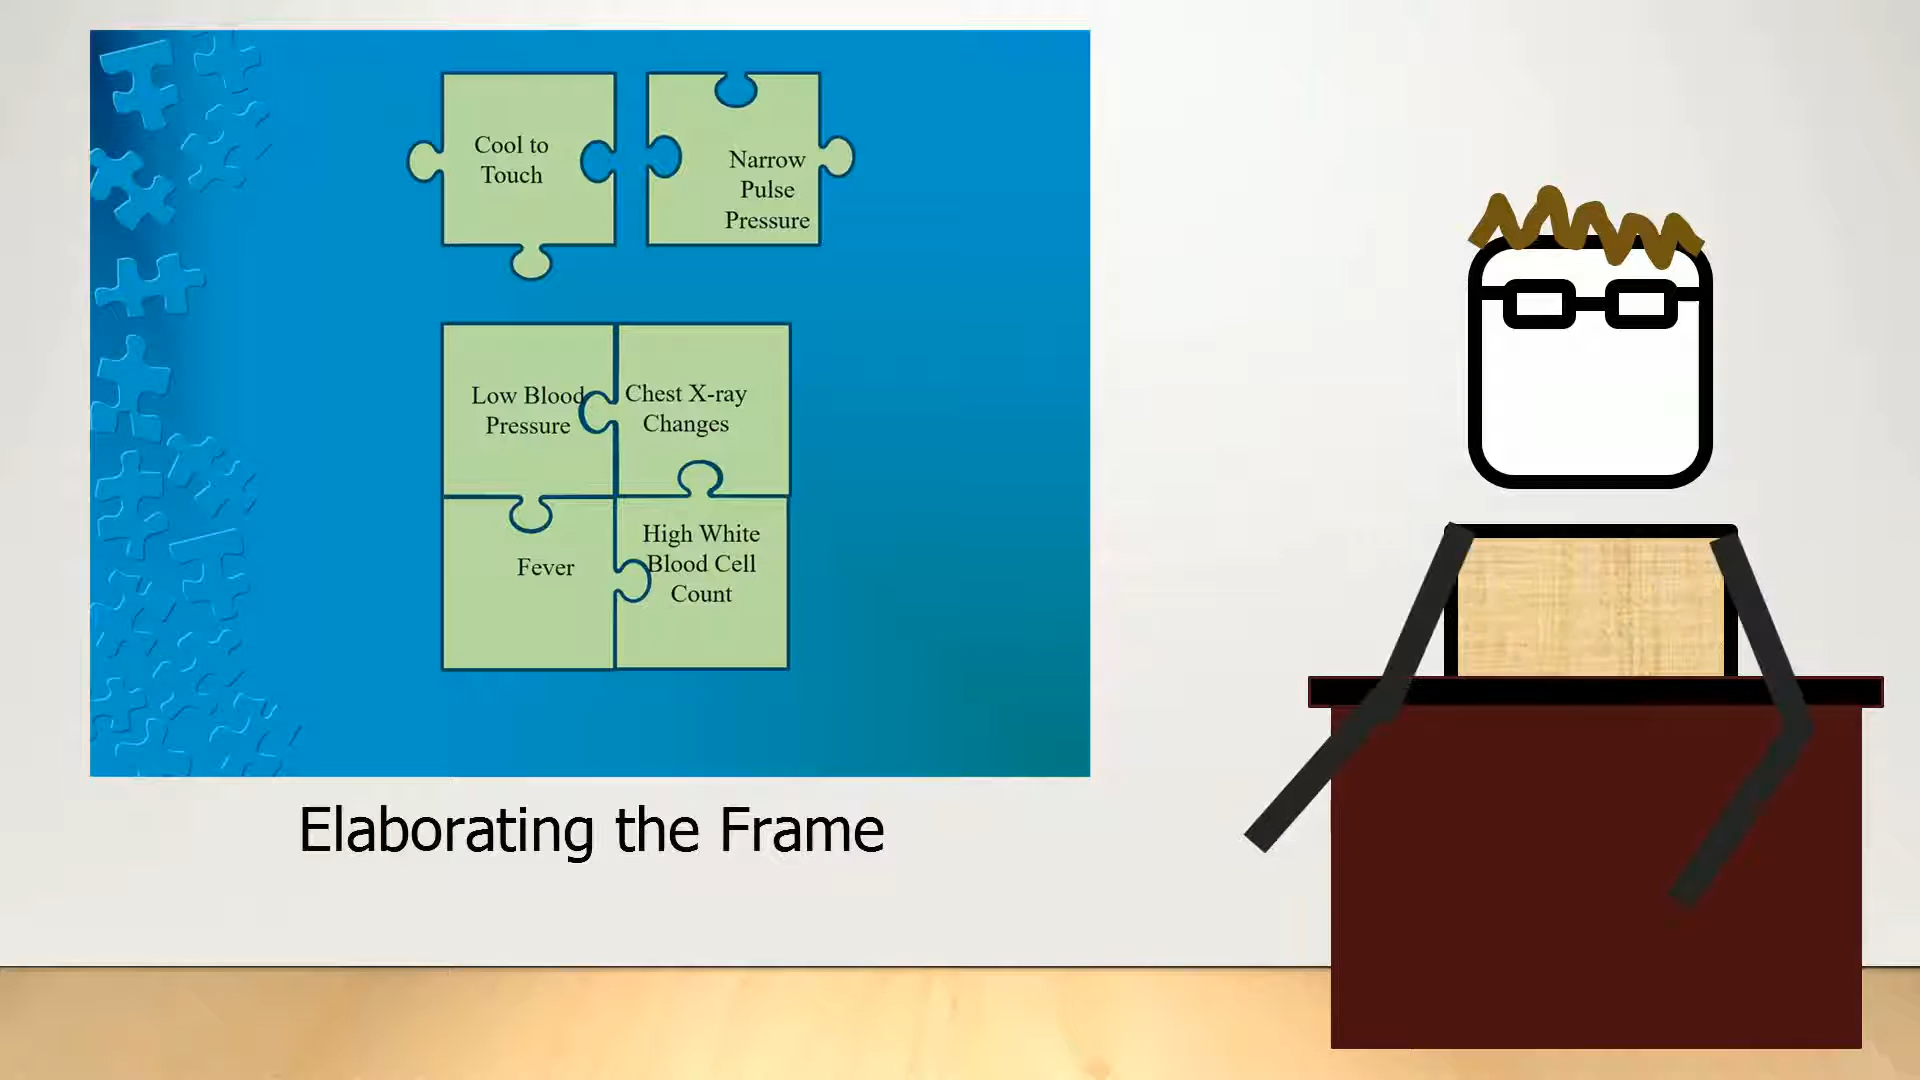 Cool to
Touch
Narrow
Pulse
Pressure
Low Blood
Pressure
Chest X-ray
Changes
Fever
High White
Blood Cell
Count
Elaborating the Frame